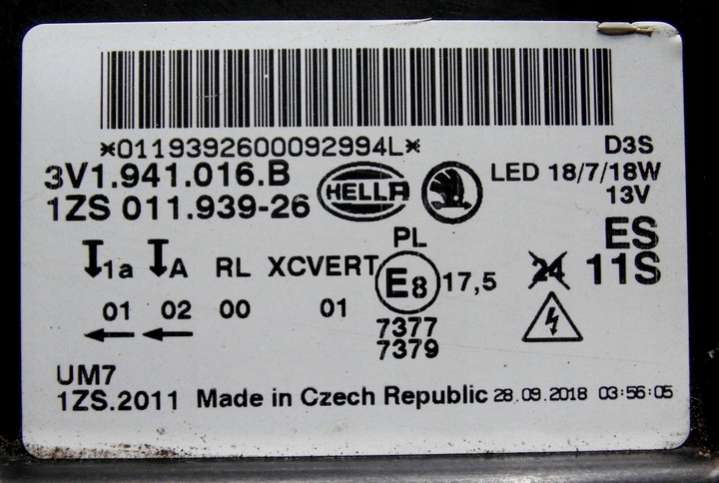 *0119392600092994L*
D3S
3V1.941.016.B
HELLA
LED 18/7/18W
1ZS 011.939-26
13V
PL
ES
1a A RL XCVERT
E8 17,5
24 11S
01 02 00 01
7377
7379
UM7
1ZS.2011 Made in Czech Republic 28.09.2018 03:56:05